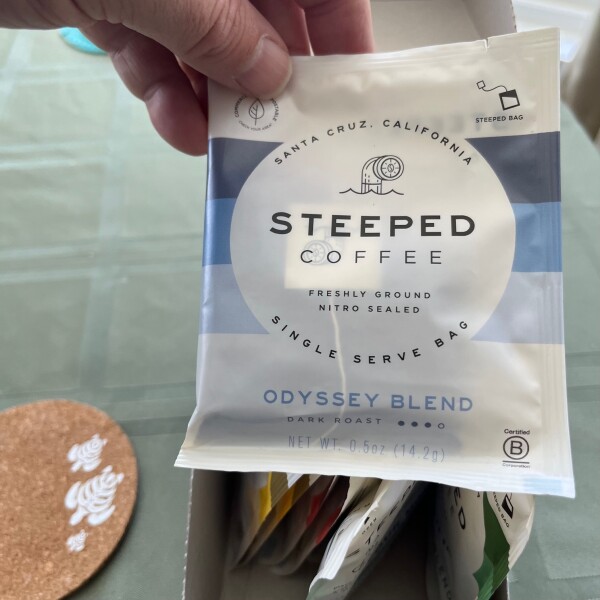 STEEPED BAG
SANTA CRUZ, CALIFORNIA
STEEPED
COFFEE
FRESHLY GROUND
NITRO SEALED
SINGLE SERVE BAG
ODYSSEY BLEND
DARK ROAST
NET WT. 0.5oz (14.2g)
Certified
B
Corporation